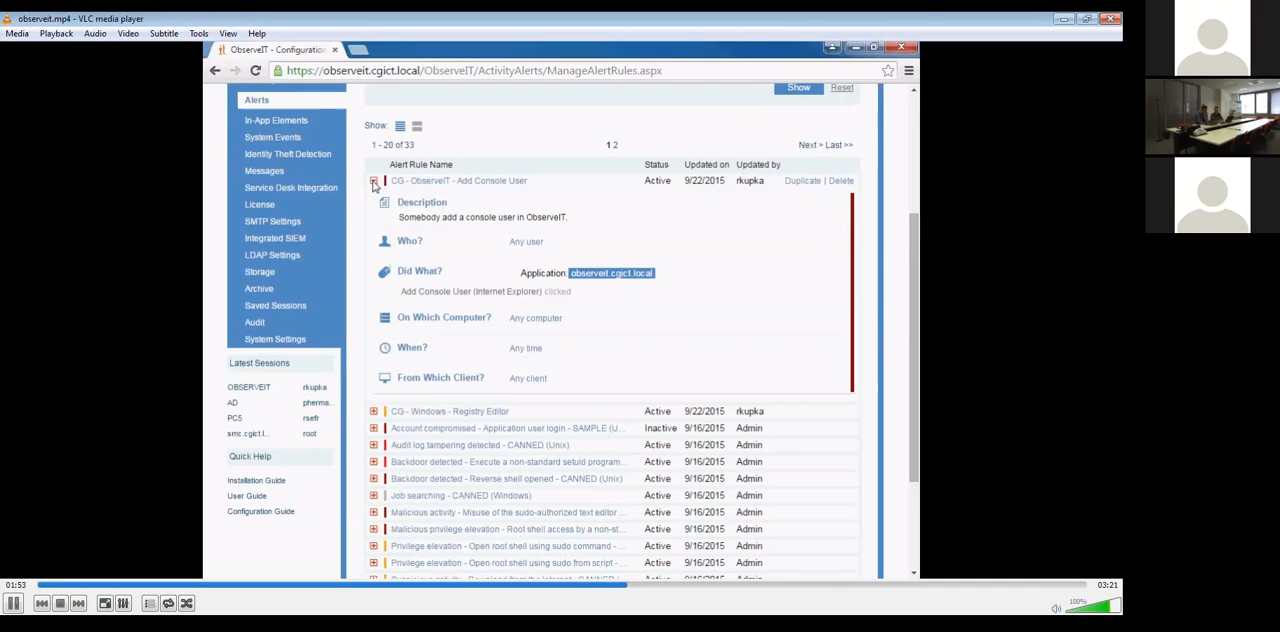 observeit.mp4 - VLC media player
Media Playback Audio Video Subtitle Tools View Help
ObserveIT - Configuration
https://observeit.cgict.local/ObserveIT/ActivityAlerts/ManageAlertRules.aspx
Alerts
In-App Elements
System Events
Identity Theft Detection
Messages
Service Desk Integration
License
SMTP Settings
Integrated SIEM
LDAP Settings
Storage
Archive
Saved Sessions
Audit
System Settings
Latest Sessions
OBSERVEIT rkupka
AD pherma...
PC5 rsefr
smc.cgict.l... root
Quick Help
Installation Guide
User Guide
Configuration Guide
Show Reset
Show:
1 - 20 of 33 1 2 Next > Last >>
Alert Rule Name Status Updated on Updated by
CG - ObserveIT - Add Console User Active 9/22/2015 rkupka Duplicate | Delete
Description
Somebody add a console user in ObserveIT.
Who? Any user
Did What? Application: observeit.cgict.local
Add Console User (Internet Explorer) clicked
On Which Computer? Any computer
When? Any time
From Which Client? Any client
CG - Windows - Registry Editor Active 9/22/2015 rkupka
Account compromised - Application user login - SAMPLE (U... Inactive 9/16/2015 Admin
Audit log tampering detected - CANNED (Unix) Active 9/16/2015 Admin
Backdoor detected - Execute a non-standard setuid program... Active 9/16/2015 Admin
Backdoor detected - Reverse shell opened - CANNED (Unix) Active 9/16/2015 Admin
Job searching - CANNED (Windows) Active 9/16/2015 Admin
Malicious activity - Misuse of the sudo-authorized text editor ... Active 9/16/2015 Admin
Malicious privilege elevation - Root shell access by a non-st... Active 9/16/2015 Admin
Privilege elevation - Open root shell using sudo command - ... Active 9/16/2015 Admin
Privilege elevation - Open root shell using sudo from script - ... Active 9/16/2015 Admin
01:53 03:21
100%